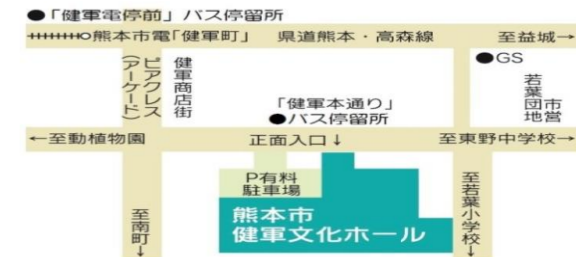 ●「健軍電停前」バス停留所
熊本市電「健軍町」 県道熊本・高森線 至益城→
健軍商店街
ピアクレス
(アーケード)
●GS
市営
若葉団地
「健軍本通り」
●バス停留所
←至動植物園 正面入口↓ 至東野中学校→
P有料
駐車場
熊本市
健軍文化ホール
至南町↓
至若葉小学校↓